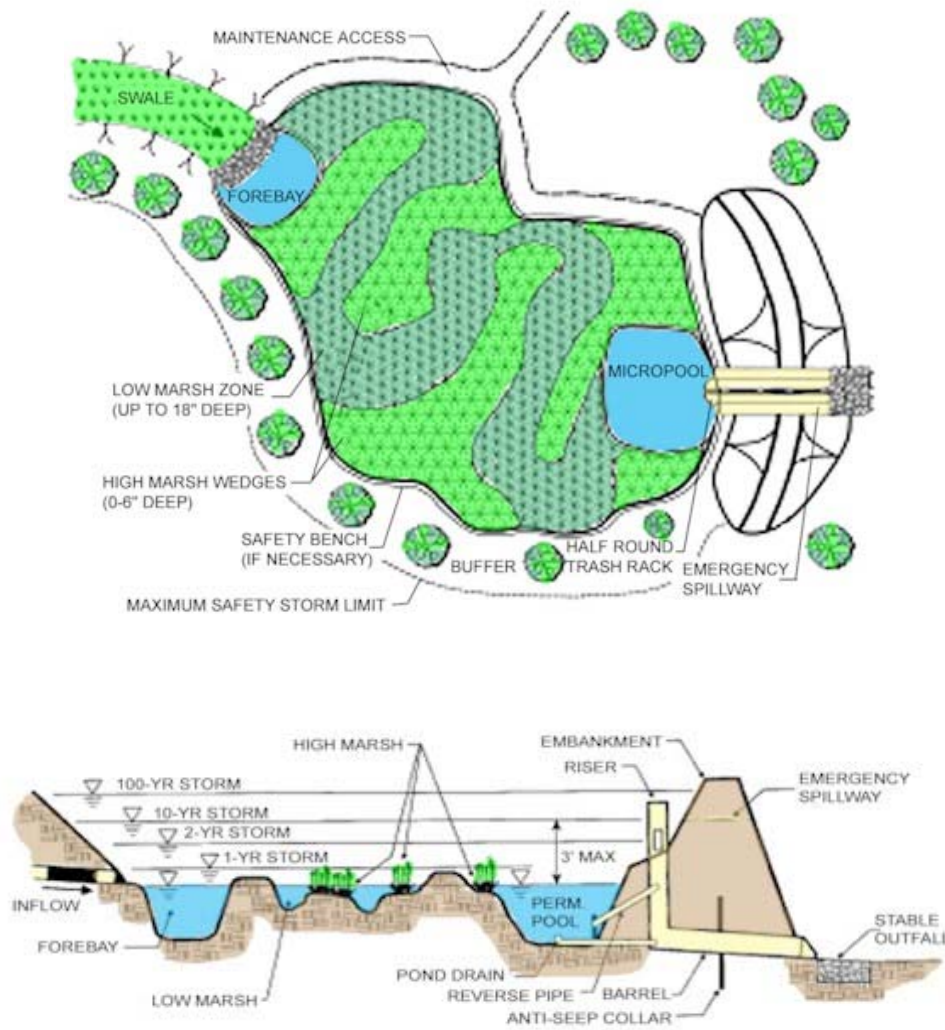 MAINTENANCE ACCESS
SWALE
FOREBAY
MICROPOOL
LOW MARSH ZONE
(UP TO 18" DEEP)
HIGH MARSH WEDGES
(0-6" DEEP)
SAFETY BENCH
(IF NECESSARY)
BUFFER
HALF ROUND
TRASH RACK
EMERGENCY
SPILLWAY
MAXIMUM SAFETY STORM LIMIT
HIGH MARSH
EMBANKMENT
RISER
100-YR STORM
EMERGENCY
SPILLWAY
10-YR STORM
2-YR STORM
1-YR STORM
3' MAX
INFLOW
PERM.
POOL
STABLE
OUTFALL
FOREBAY
POND DRAIN
REVERSE PIPE
BARREL
LOW MARSH
ANTI-SEEP COLLAR